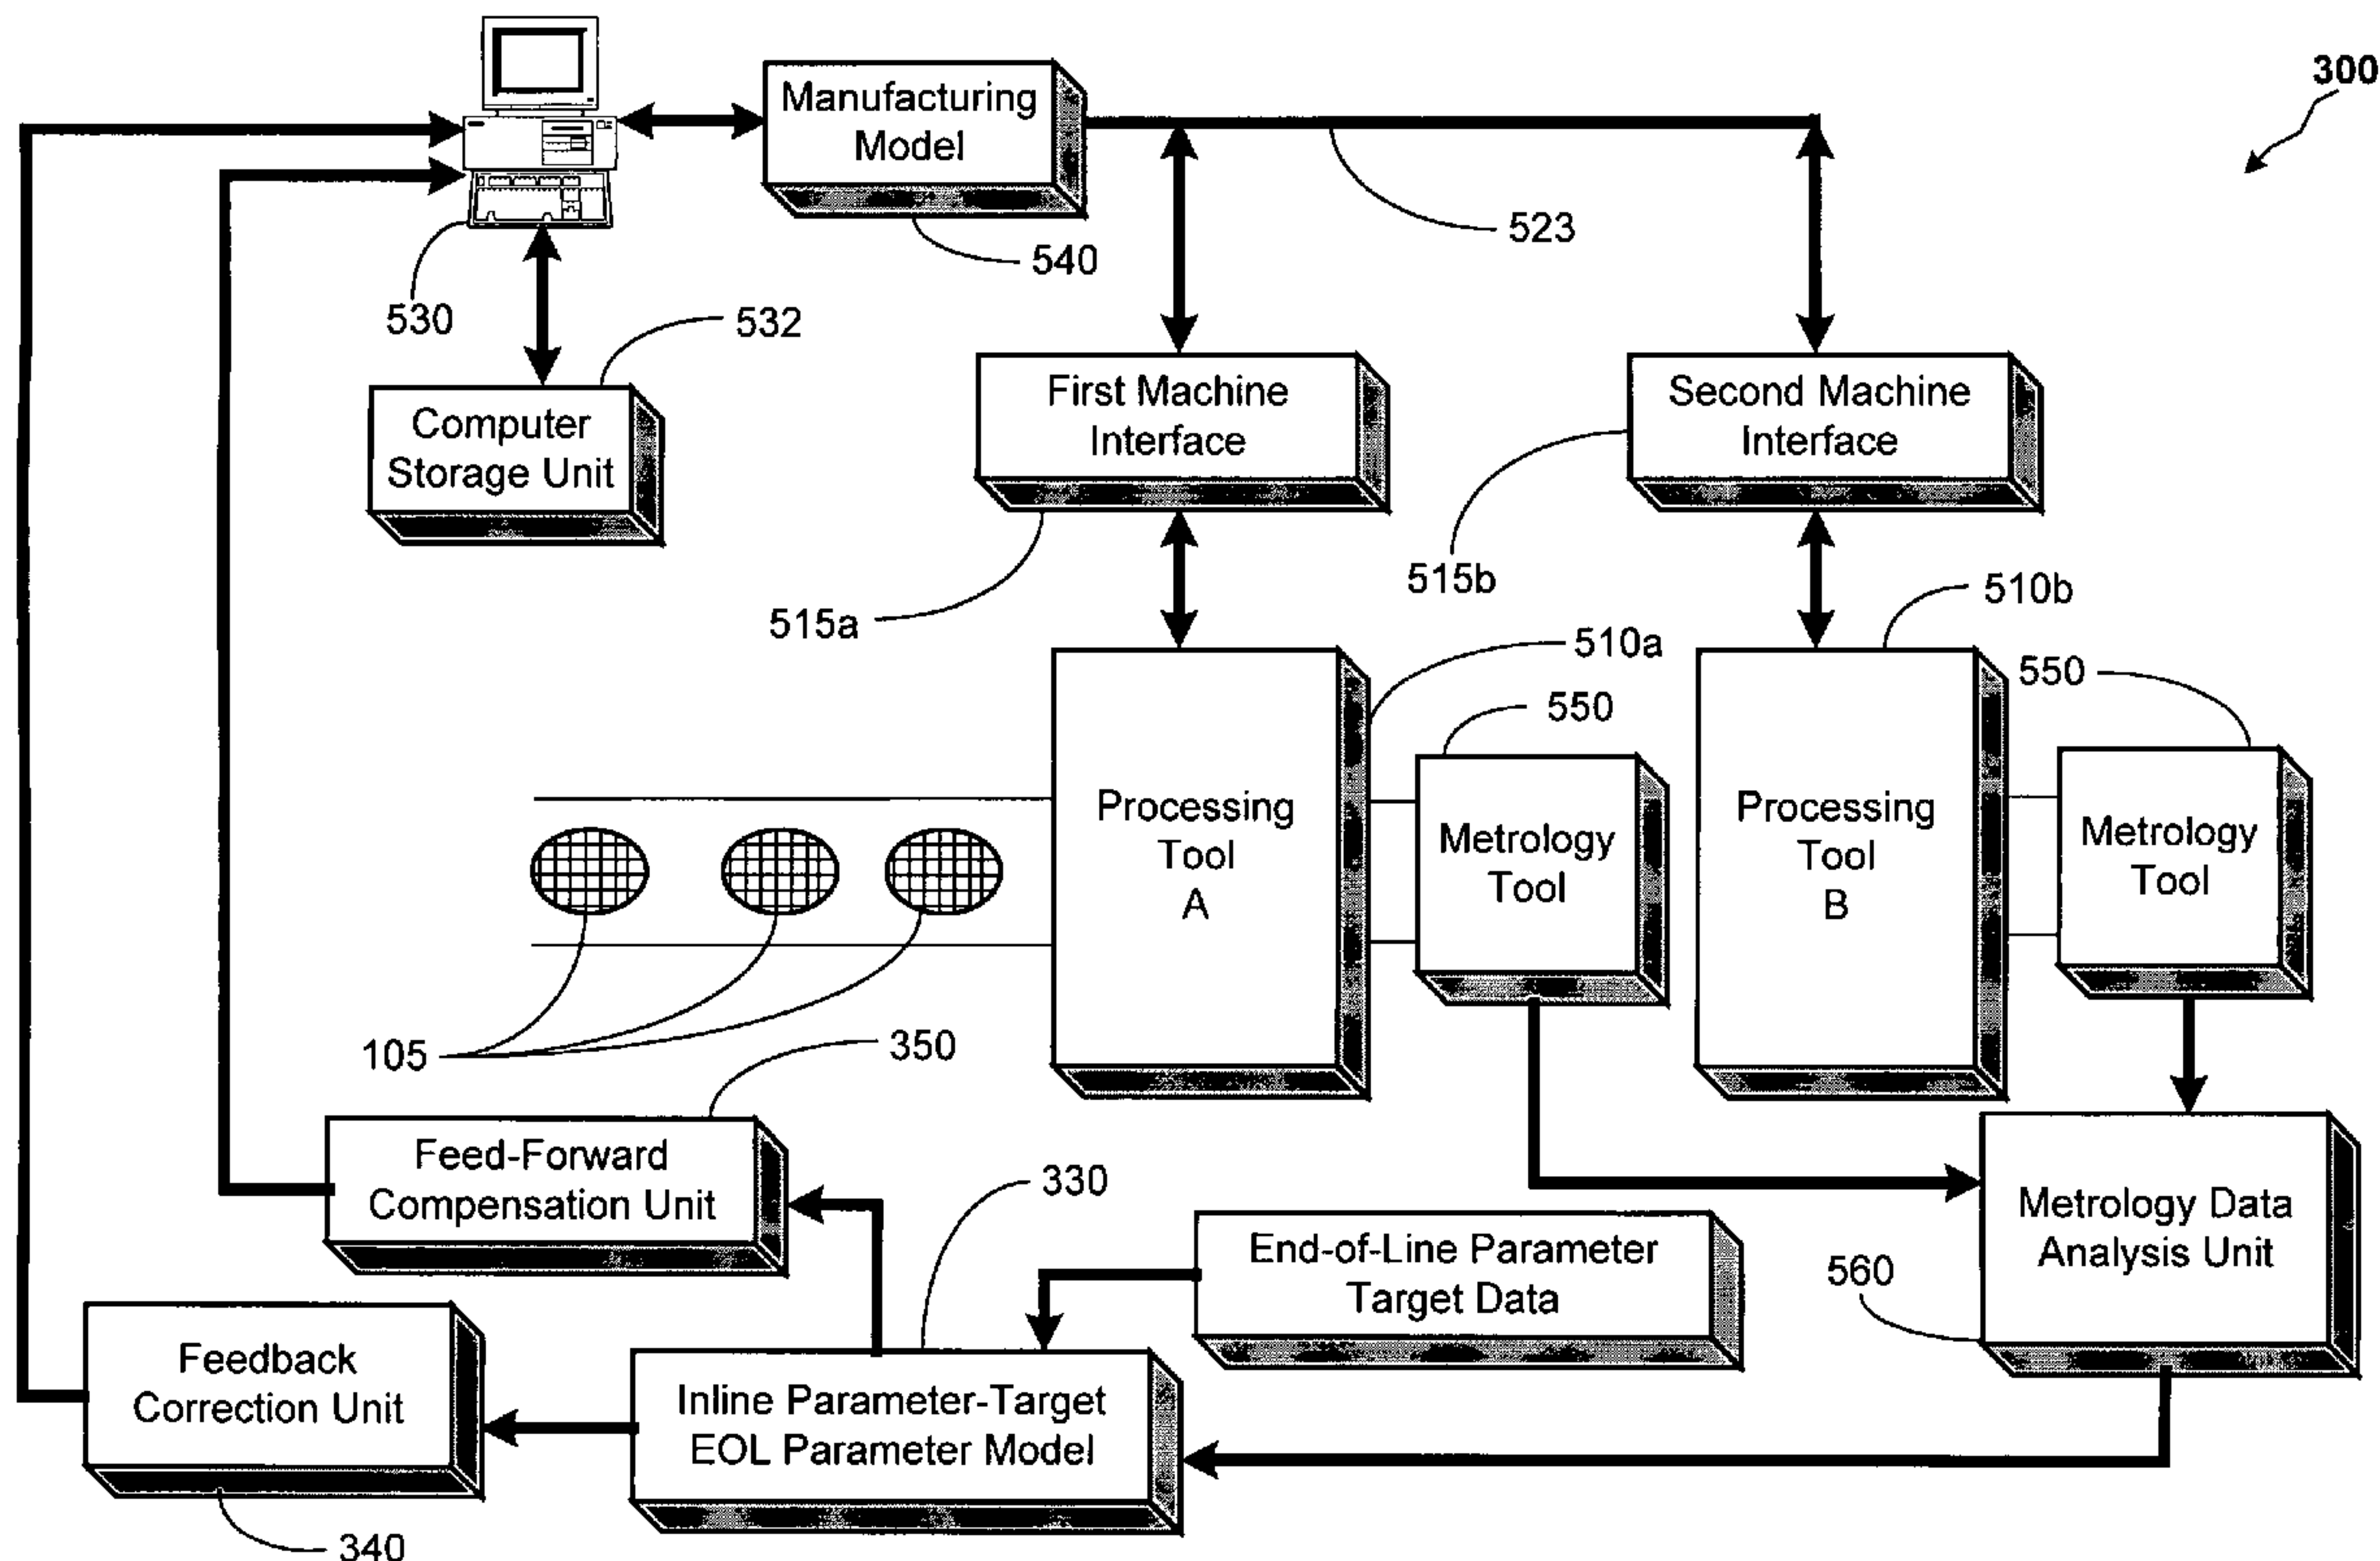 300
Manufacturing
Model
523
540
530
532
Computer
Storage Unit
First Machine
Interface
Second Machine
Interface
515a
515b
510a
510b
550
550
Processing
Tool
A
Metrology
Tool
Processing
Tool
B
Metrology
Tool
105
350
Feed-Forward
Compensation Unit
330
End-of-Line Parameter
Target Data
Metrology Data
Analysis Unit
560
Feedback
Correction Unit
Inline Parameter-Target
EOL Parameter Model
340